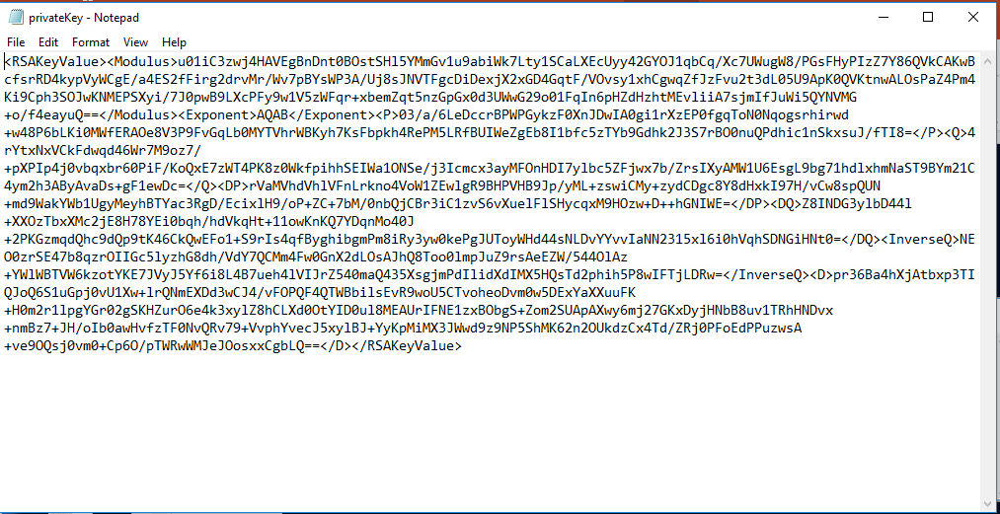 privateKey - Notepad
File Edit Format View Help
<RSAKeyValue><Modulus>u01iC3zwj4HAVEgBnDnt0BOstSHl5YMmGv1u9abiWk7Lty1SCaLXEcUyy42GYOJ1qbCq/Xc7UWugW8/PGsFHyPIzZ7Y86QVkCAKwB
cfsrRD4kypVyWCgE/a4ES2fFirg2drvMr/Wv7pBYsWP3A/Uj8sJNVTFgcDiDexjX2xGD4GqtF/VOvsy1xhCgwqZfJzFvu2t3dL05U9ApK0QVKtnwALOsPaZ4Pm4
Ki9Cph3SOJwKNMEPSXyi/7J0pwB9LXcPFy9w1V5zWFqr+xbemZqt5nzGpGx0d3UWwG29o01FqIn6pHZdHzhtMEvliiA7sjmIfJuWi5QYNVMG
+o/f4eayuQ==</Modulus><Exponent>AQAB</Exponent><P>03/a/6LeDccrBPWPGykzF0XnJDwIA0gi1rXzEP0fgqToN0Nqogsrhirwd
+w48P6bLKi0MWfERAOe8V3P9FvGqLb0MYTVhrWBKyh7KsFbpkh4RePM5LRfBUIWeZgEb8I1bfc5zTYb9Gdhk2J3S7rBO0nuQPdhic1nSkxsuJ/fTI8=</P><Q>4
rYtxNxVCkFdwqd46Wr7M9oz7/
+pXPIp4j0vbqxbr60PiF/KoQxE7zWT4PK8z0WkfpihhSEIWa1ONSe/j3Icmcx3ayMFOnHDI7ylbc5ZFjwx7b/ZrsIXyAMW1U6EsgL9bg71hdlxhmNaST9BYm21C
4ym2h3AByAvaDs+gF1ewDc=</Q><DP>rVaMVhdVhlVFnLrkno4VoW1ZEwlgR9BHPVHB9Jp/yML+zswiCMy+zydCDgc8Y8dHxkI97H/vCw8spQUN
+md9WakYWb1UgyMeyhBTYac3RgD/EcixlH9/oP+ZC+7bM/0nbQjCBr3iC1zvS6vXuelFlSHycqxM9HOzw+D++hGNIWE=</DP><DQ>Z8INDG3ylbD44l
+XXOzTbxXMc2jE8H78YEi0bqh/hdVkqHt+11owKnKQ7YDqnMo40J
+2PKGzmqdQhc9dQp9tK46CkQwEFo1+S9rIs4qfByghibgmPm8iRy3yw0kePgJUToyWHd44sNLDvYYvvIaNN2315xl6i0hVqhSDNGiHNt0=</DQ><InverseQ>NE
O0zrSE47b8qzrOIIGc5lyzhG8dh/VdY7QCMm4Fw0GnX2dLOsAJhQ8Too0lmpJuZ9rsAeEZW/544OlAz
+YWlWBTVW6kzotYKE7JVyJ5Yf6i8L4B7ueh4lVIJrZ540maQ435XsgjmPdIlidXdIMX5HQsTd2phih5P8wIFTjLDRw=</InverseQ><D>pr36Ba4hXjAtbxp3TI
QJoQ6S1uGpj0vU1Xw+lrQNmEXDd3wCJ4/vFOPQF4QTWBbilsEvR9woU5CTvoheoDvm0w5DExYaXXuuFK
+H0m2r1lpgYGr02gSKHZurO6e4k3xylZ8hCLXd0OtYID0ul8MEAUrIFNE1zxBObgS+Zom2SUApAXwy6mj27GKxDyjHNbB8uv1TRhHNDvx
+nmBz7+JH/oIb0awHvfzTF0NvQRv79+VvphYvecJ5xylBJ+YyKpMiMX3JWwd9z9NP5ShMK62n2OUkdzCx4Td/ZRj0PFoEdPPuzwsA
+ve9OQsj0vm0+Cp6O/pTWRwWMJeJOosxxCgbLQ==</D></RSAKeyValue>